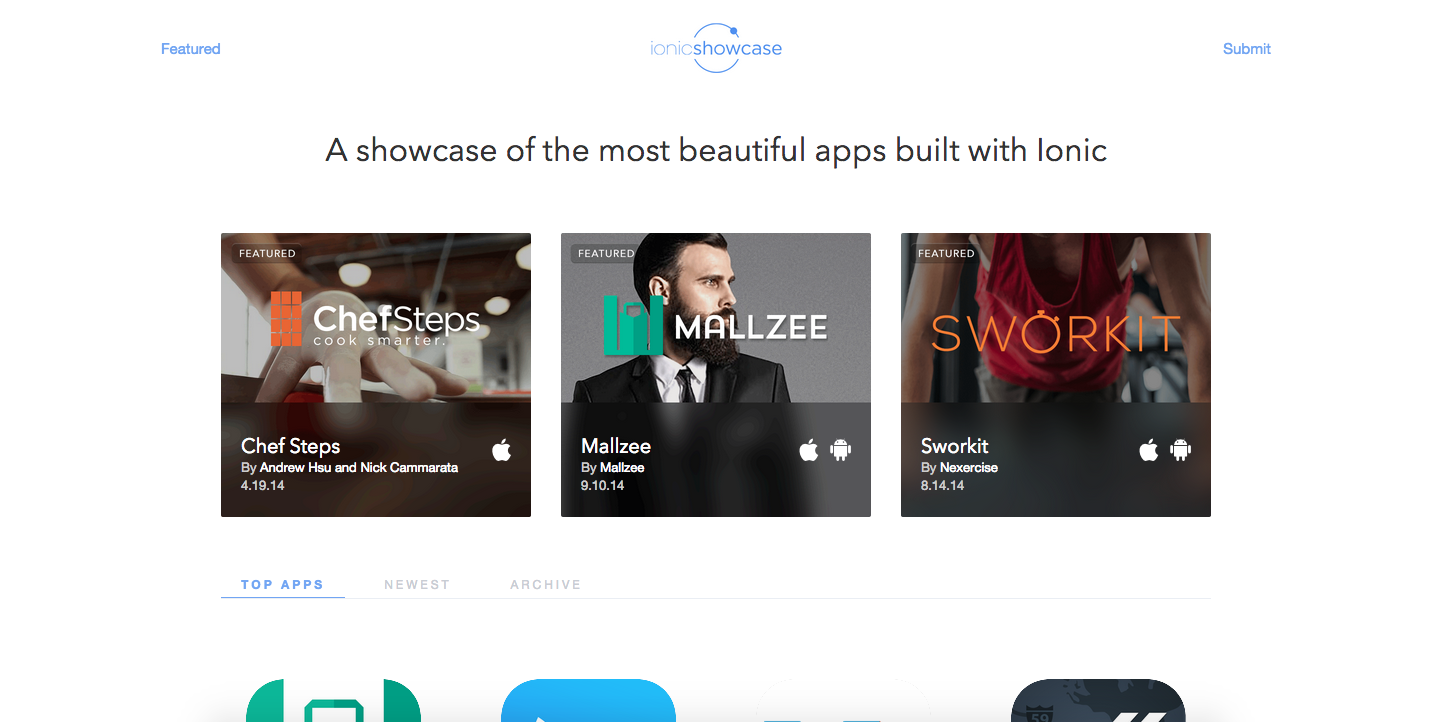 Featured
ionicshowcase
Submit
A showcase of the most beautiful apps built with Ionic
FEATURED
ChefSteps
cook smarter.
Chef Steps
By Andrew Hsu and Nick Cammarata
4.19.14
FEATURED
MALLZEE
Mallzee
By Mallzee
9.10.14
FEATURED
SWORKIT
Sworkit
By Nexercise
8.14.14
TOP APPS NEWEST ARCHIVE
59